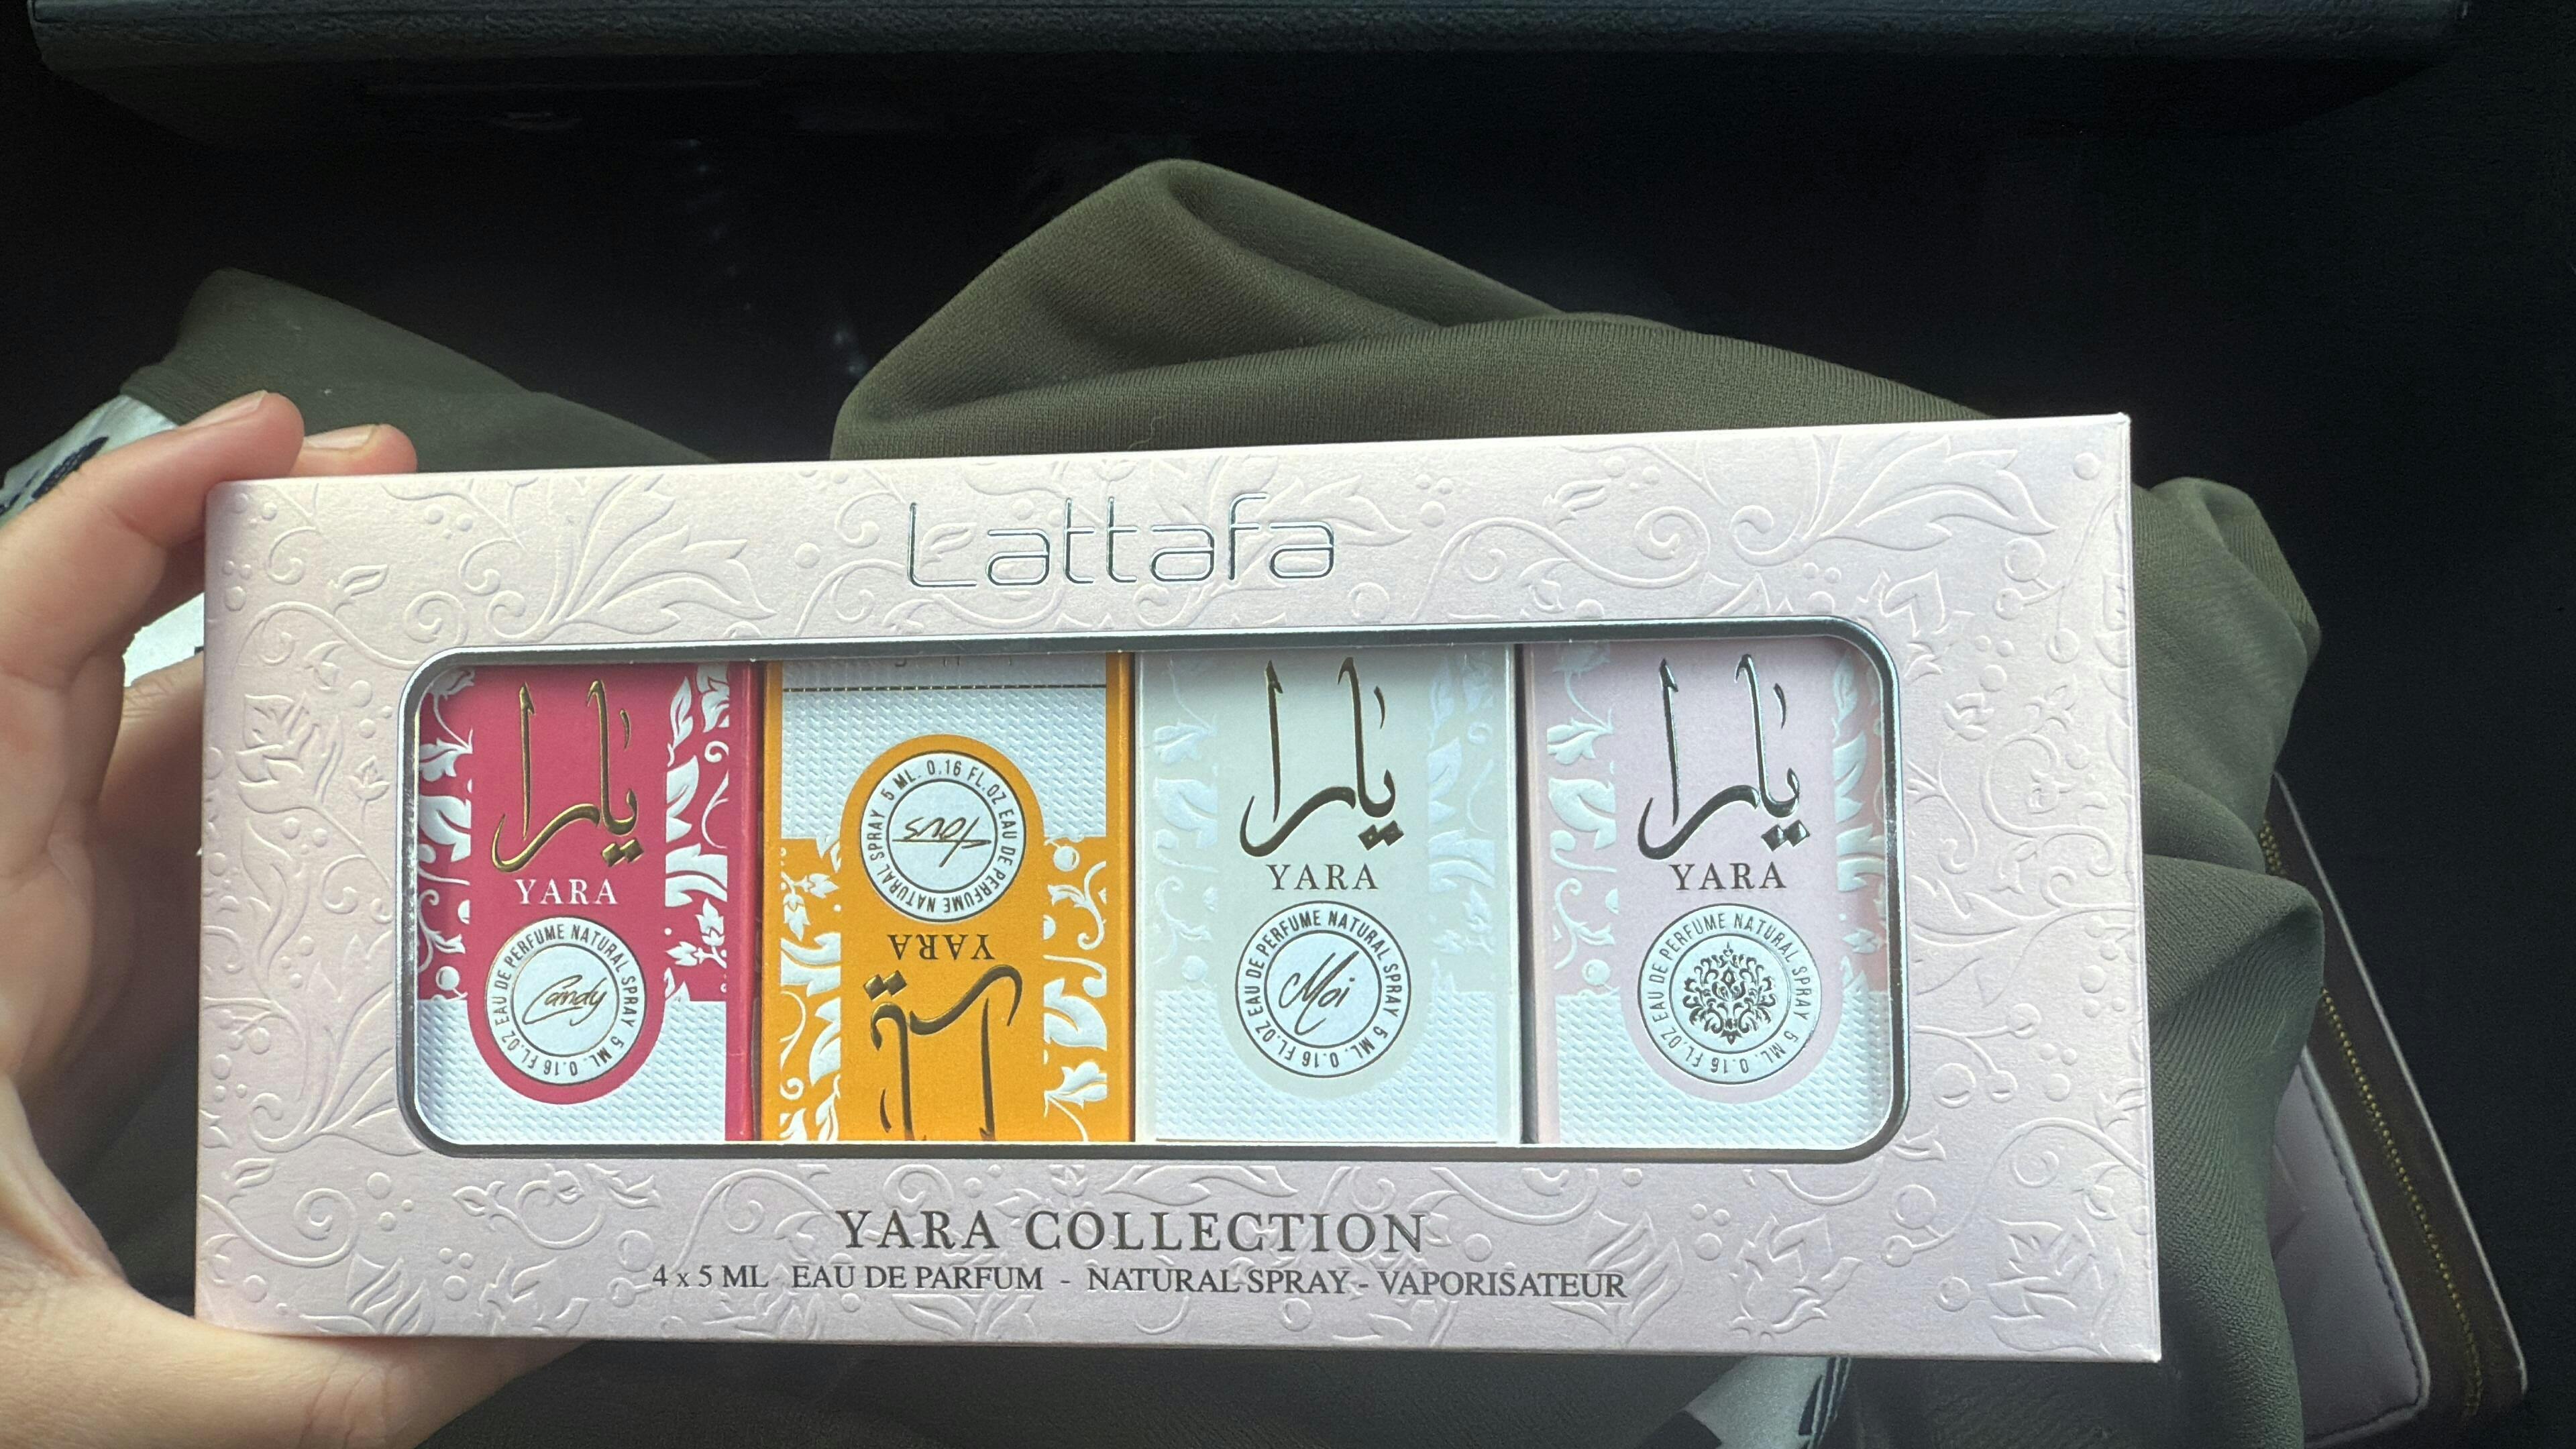 Lattafa
يارا
YARA
EAU DE PERFUME NATURAL SPRAY 5 ML. 0.16 FL.OZ
Candy
يارا
YARA
EAU DE PERFUME NATURAL SPRAY 5 ML. 0.16 FL.OZ
Tous
يارا
YARA
EAU DE PERFUME NATURAL SPRAY 5 ML. 0.16 FL.OZ
Moi
يارا
YARA
EAU DE PERFUME NATURAL SPRAY 5 ML. 0.16 FL.OZ
YARA COLLECTION
4 x 5 ML EAU DE PARFUM - NATURAL SPRAY - VAPORISATEUR